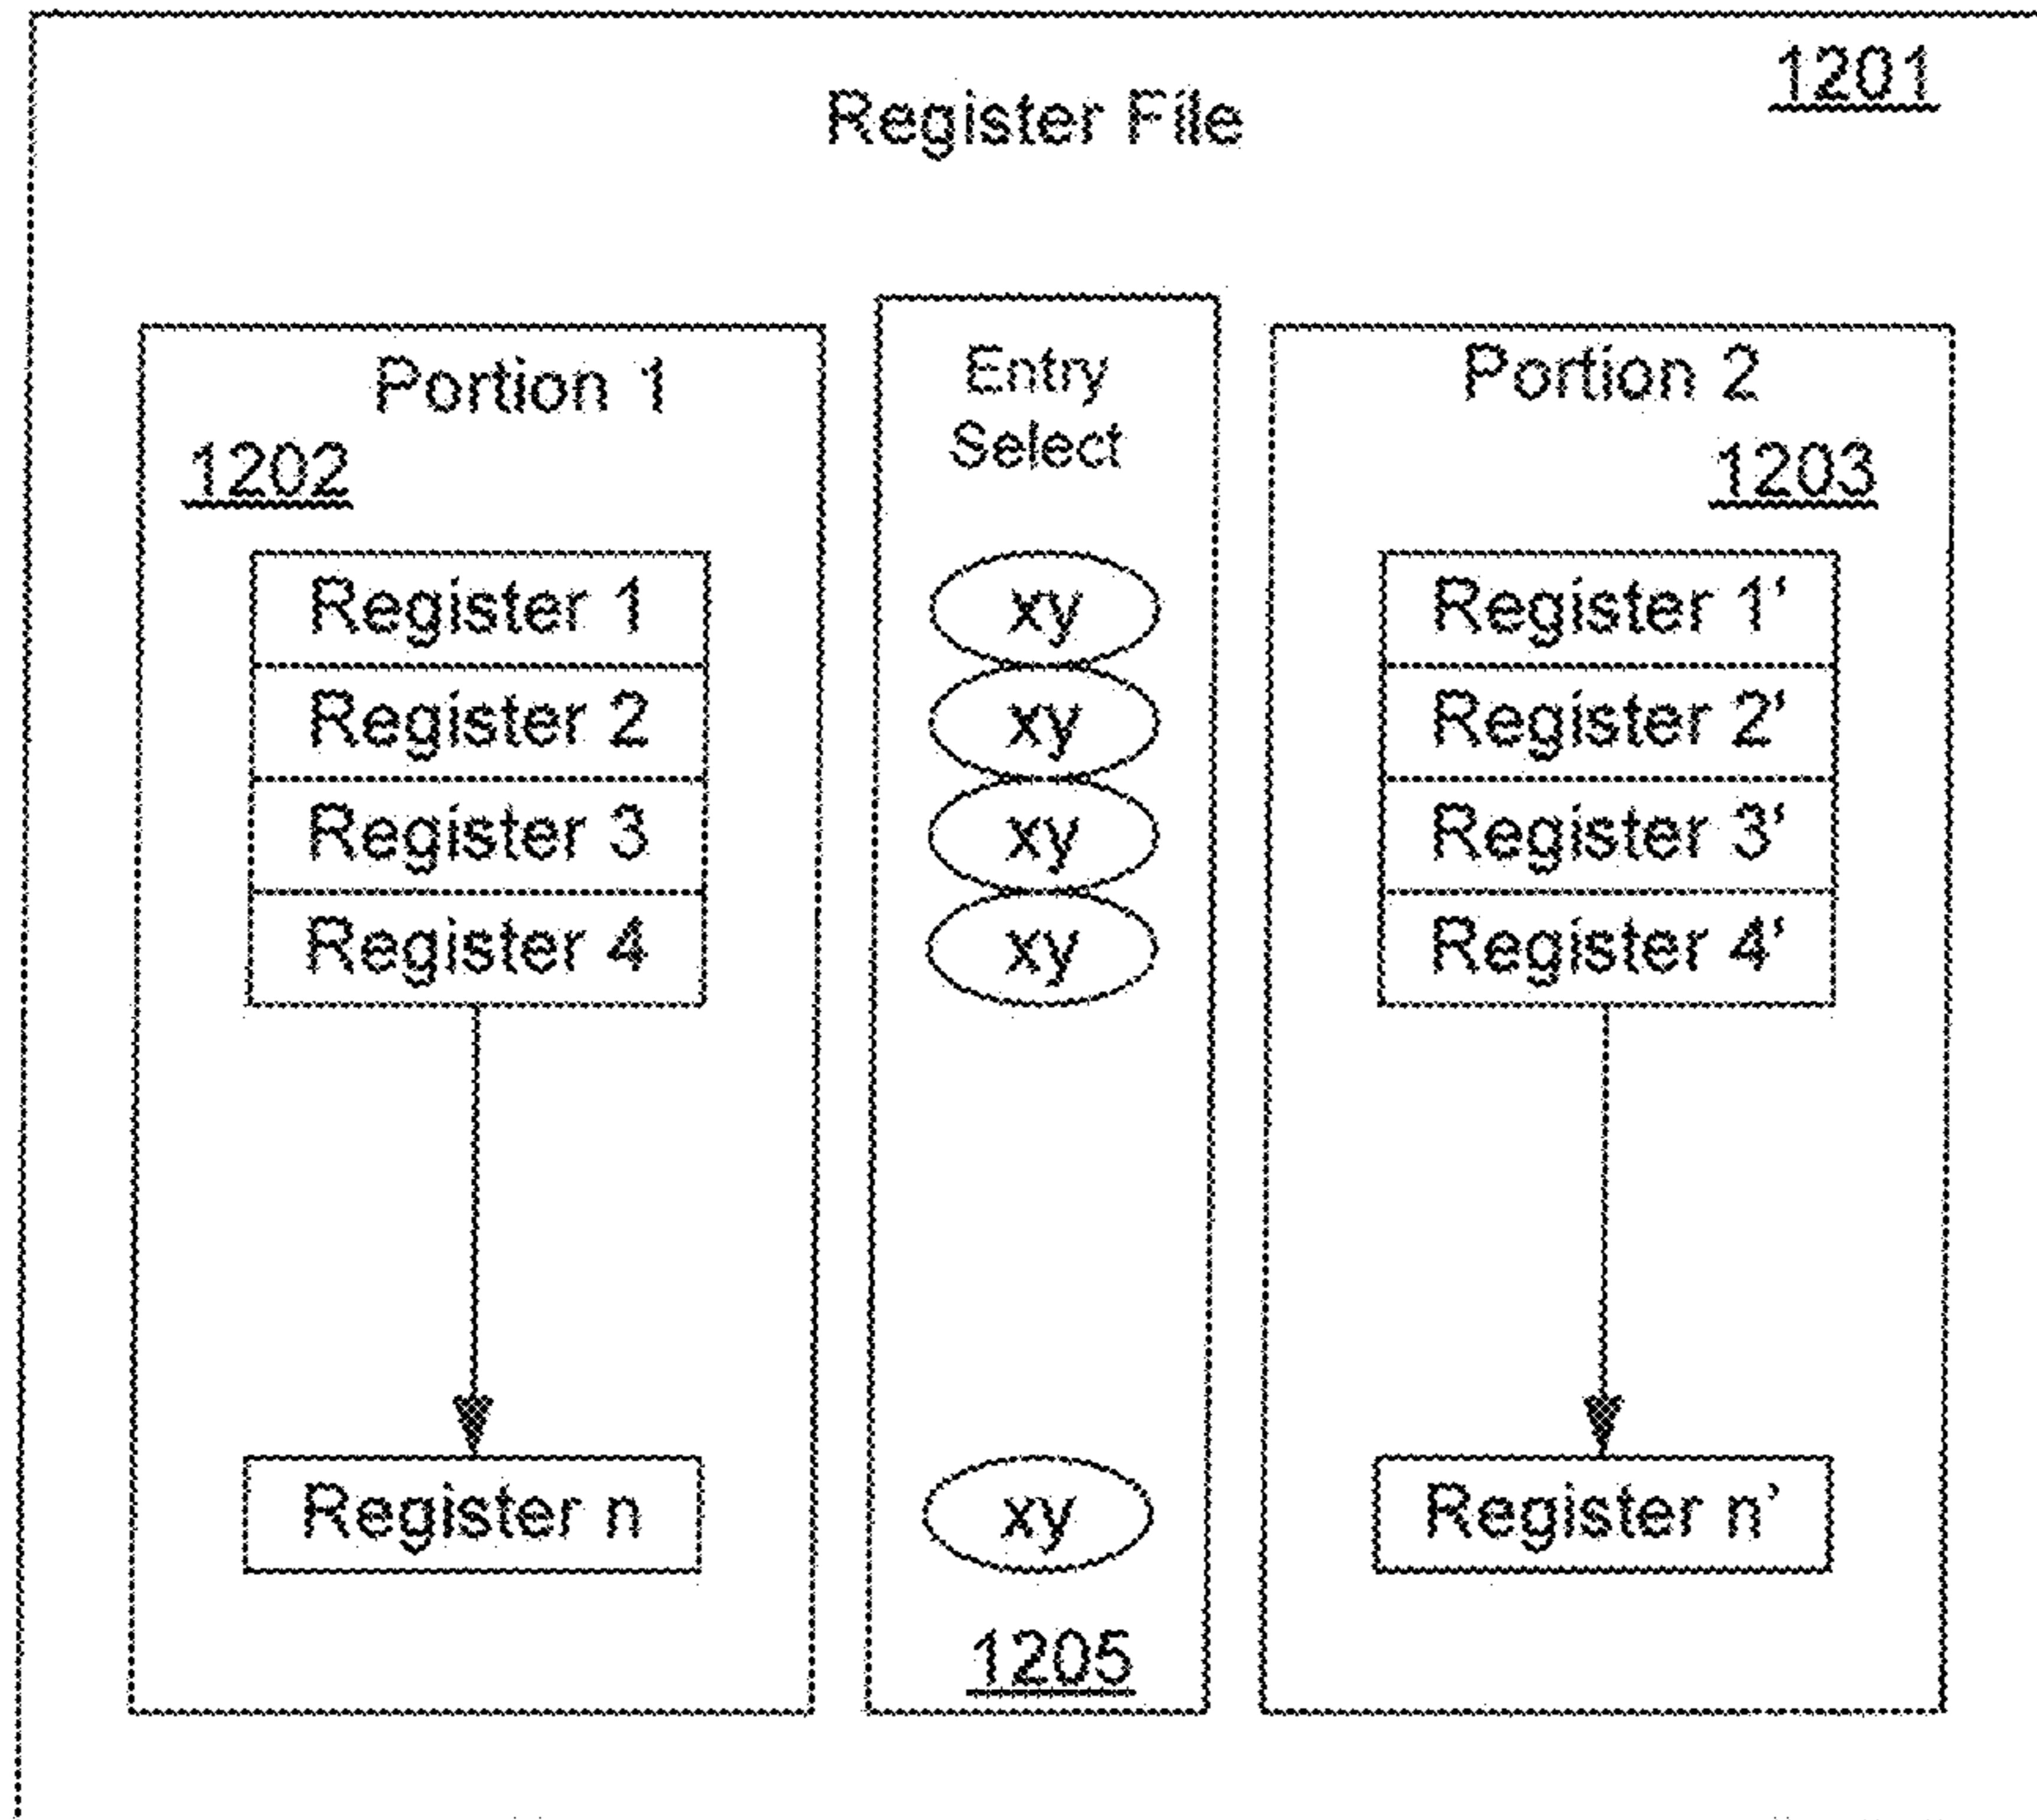 1201
Register File
Portion 1
1202
Register 1
Register 2
Register 3
Register 4
Register n
Entry
Select
xy
xy
xy
xy
xy
1205
Portion 2
1203
Register 1'
Register 2'
Register 3'
Register 4'
Register n’